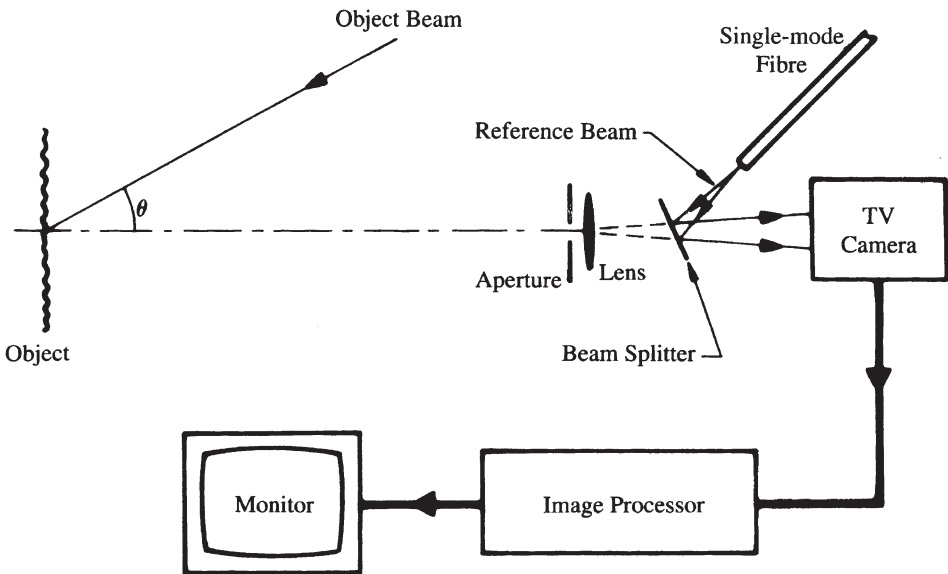 Object Beam
Single-mode
Fibre
Reference Beam
θ
TV
Camera
Aperture
Lens
Object
Beam Splitter
Monitor
Image Processor